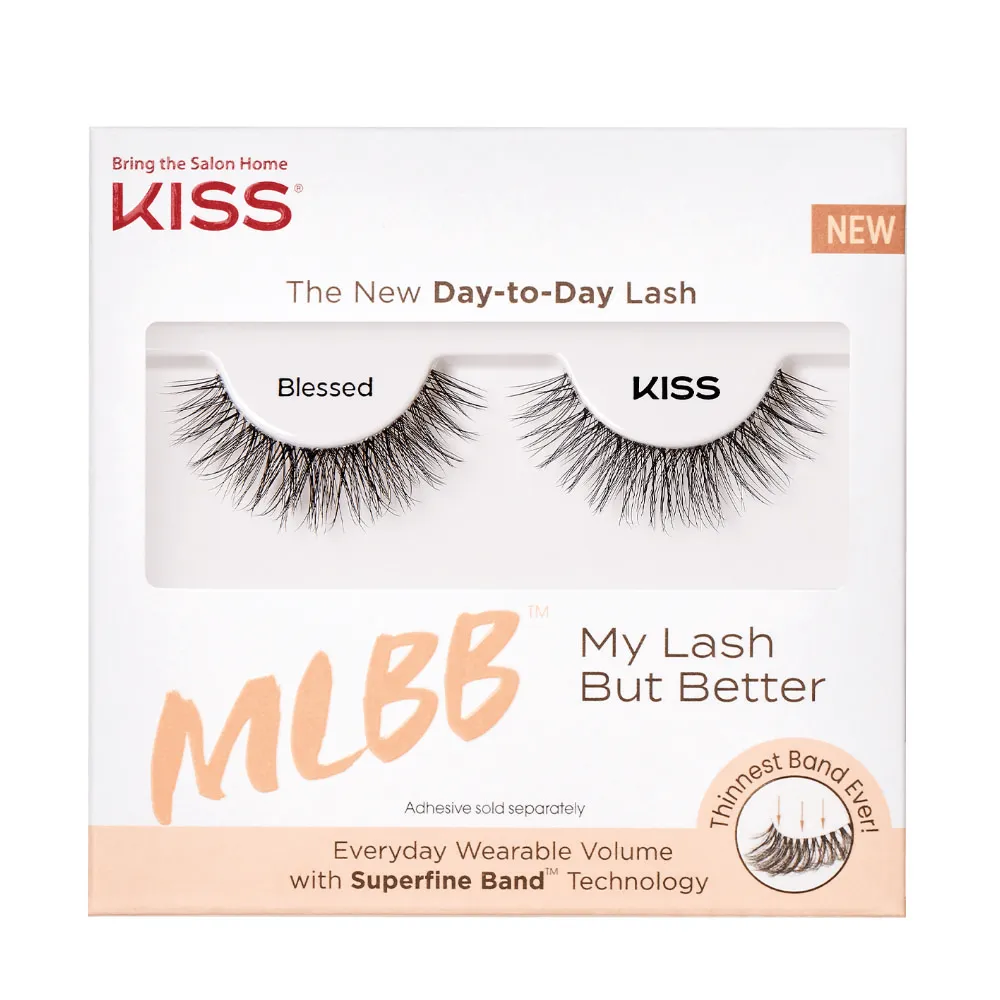 Bring the Salon Home
KISS®
NEW
The New Day-to-Day Lash
Blessed
KISS
MLBB™
My Lash
But Better
Thinnest Band Ever!
Adhesive sold separately
Everyday Wearable Volume
with Superfine Band™ Technology